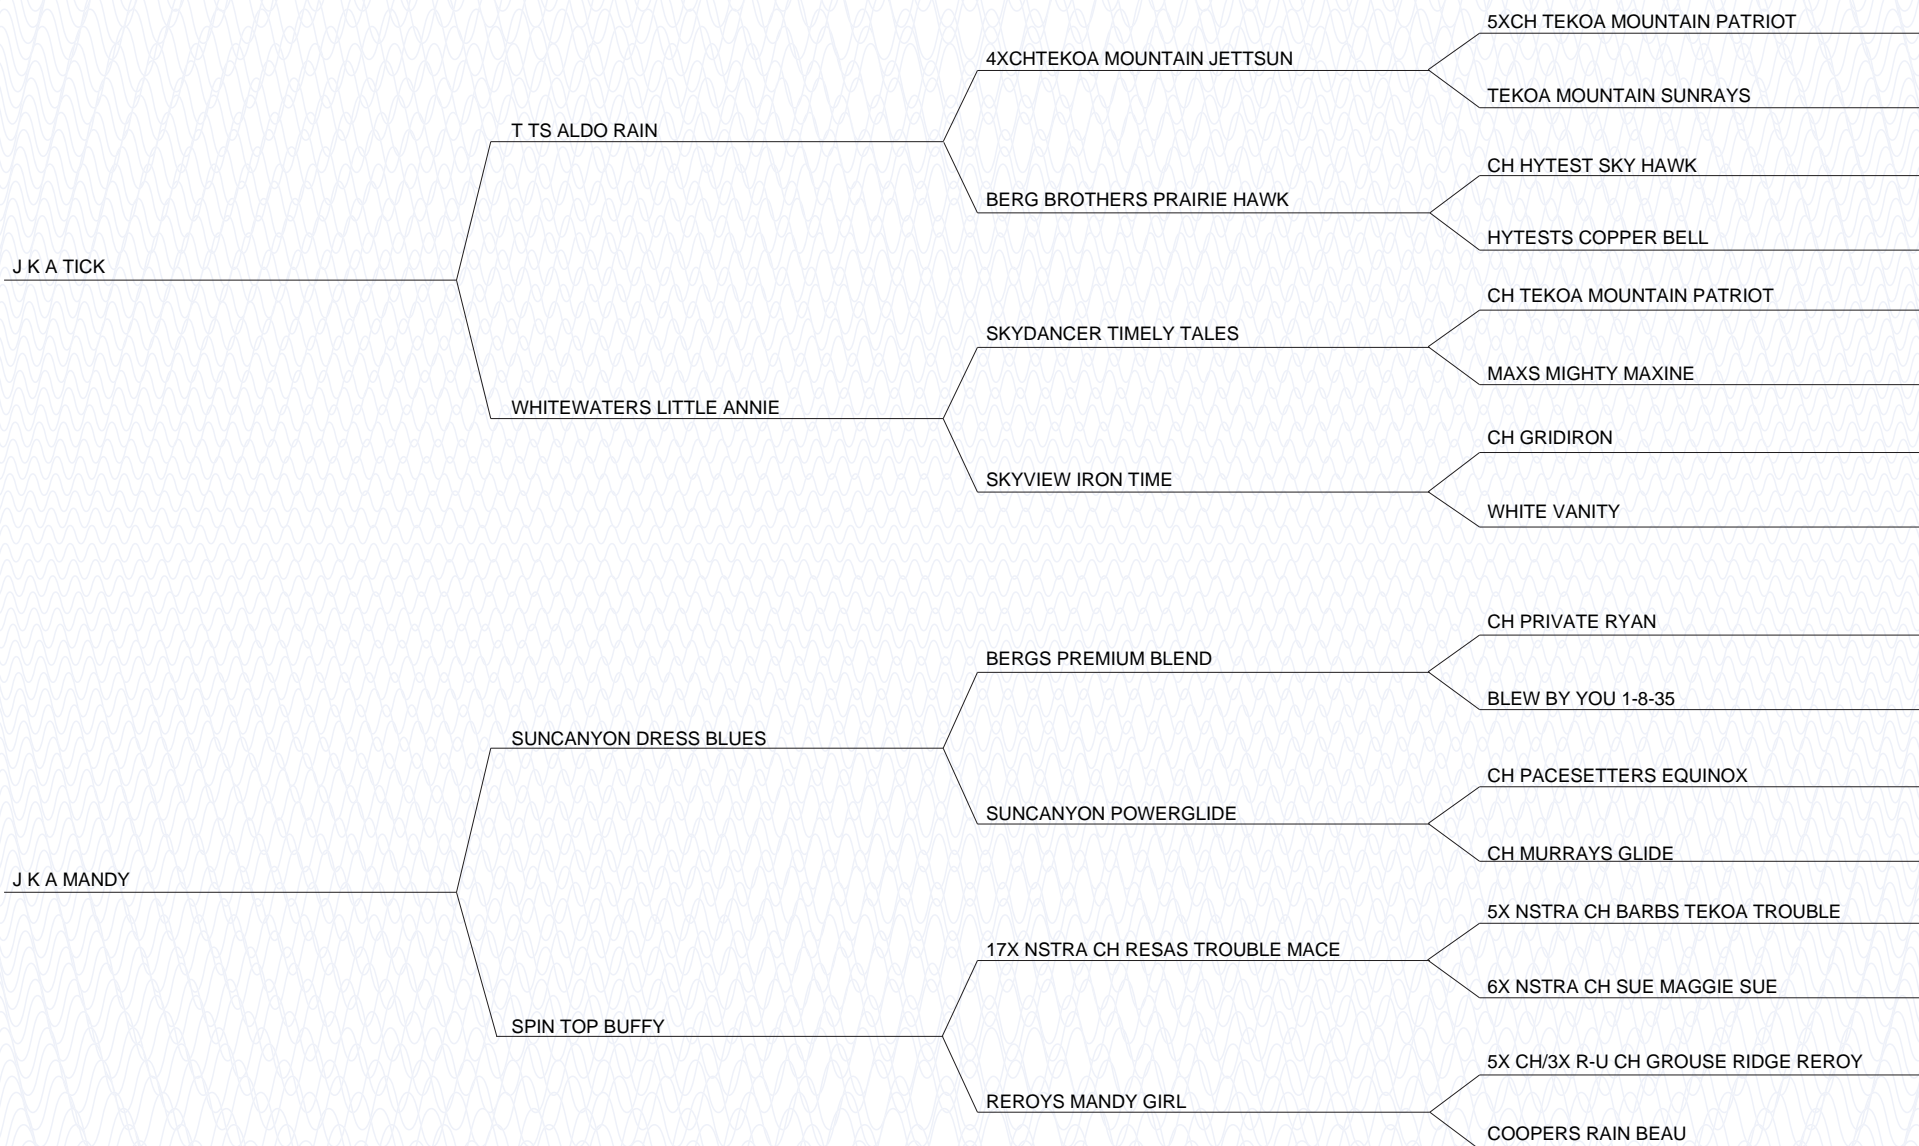 5XCH TEKOA MOUNTAIN PATRIOT
4XCHTEKOA MOUNTAIN JETTSUN
TEKOA MOUNTAIN SUNRAYS
T TS ALDO RAIN
CH HYTEST SKY HAWK
BERG BROTHERS PRAIRIE HAWK
HYTESTS COPPER BELL
J K A TICK
CH TEKOA MOUNTAIN PATRIOT
SKYDANCER TIMELY TALES
MAXS MIGHTY MAXINE
WHITEWATERS LITTLE ANNIE
CH GRIDIRON
SKYVIEW IRON TIME
WHITE VANITY
CH PRIVATE RYAN
BERGS PREMIUM BLEND
BLEW BY YOU 1-8-35
SUNCANYON DRESS BLUES
CH PACESETTERS EQUINOX
SUNCANYON POWERGLIDE
CH MURRAYS GLIDE
J K A MANDY
5X NSTRA CH BARBS TEKOA TROUBLE
17X NSTRA CH RESAS TROUBLE MACE
6X NSTRA CH SUE MAGGIE SUE
SPIN TOP BUFFY
5X CH/3X R-U CH GROUSE RIDGE REROY
REROYS MANDY GIRL
COOPERS RAIN BEAU